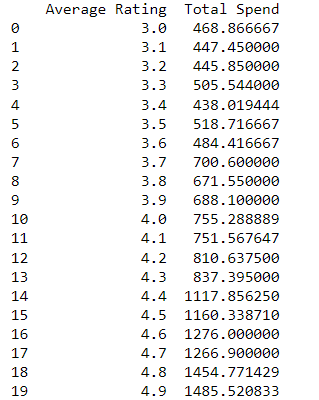 Average Rating Total Spend
0 3.0 468.866667
1 3.1 447.450000
2 3.2 445.850000
3 3.3 505.544000
4 3.4 438.019444
5 3.5 518.716667
6 3.6 484.416667
7 3.7 700.600000
8 3.8 671.550000
9 3.9 688.100000
10 4.0 755.288889
11 4.1 751.567647
12 4.2 810.637500
13 4.3 837.395000
14 4.4 1117.856250
15 4.5 1160.338710
16 4.6 1276.000000
17 4.7 1266.900000
18 4.8 1454.771429
19 4.9 1485.520833